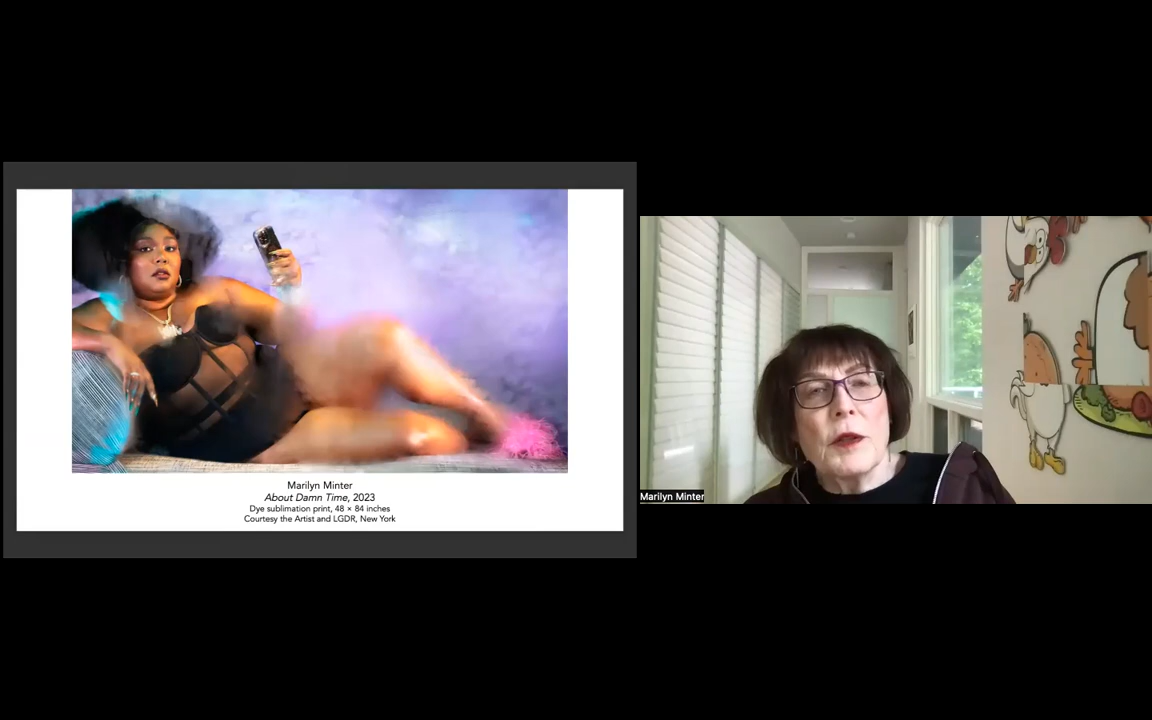 Marilyn Minter
About Damn Time, 2023
Dye sublimation print, 48 × 84 inches
Courtesy the Artist and LGDR, New York
Marilyn Minter